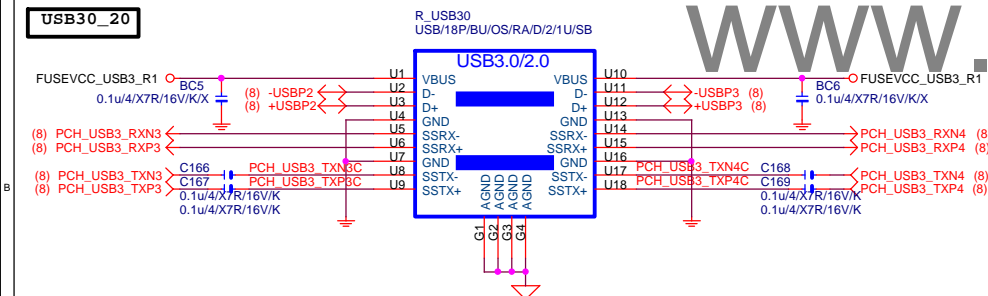 USB30_20
R_USB30
USB/18P/BU/OS/RA/D/2/1U/SB
WWW.
USB3.0/2.0
FUSEVCC_USB3_R1
BC5
0.1u/4/X7R/16V/K/X
U1
VBUS
U10
BC6
0.1u/4/X7R/16V/K/X
FUSEVCC_USB3_R1
(8) -USBP2
U2
D-
U11
-USBP3 (8)
(8) +USBP2
U3
D+
U12
+USBP3 (8)
U4
GND
U13
(8) PCH_USB3_RXN3
U5
SSRX-
U14
PCH_USB3_RXN4 (8)
(8) PCH_USB3_RXP3
U6
SSRX+
U15
PCH_USB3_RXP4 (8)
U7
GND
U16
(8) PCH_USB3_TXN3
C166
PCH_USB3_TXN3C
U8
SSTX-
U17
PCH_USB3_TXN4C
C168
PCH_USB3_TXN4 (8)
(8) PCH_USB3_TXP3
C167
PCH_USB3_TXP3C
U9
SSTX+
U18
PCH_USB3_TXP4C
C169
PCH_USB3_TXP4 (8)
0.1u/4/X7R/16V/K
0.1u/4/X7R/16V/K
0.1u/4/X7R/16V/K
0.1u/4/X7R/16V/K
VBUS
D-
D+
GND
SSRX-
SSRX+
GND
SSTX-
SSTX+
AGND
AGND
AGND
AGND
G1
G2
G3
G4
B